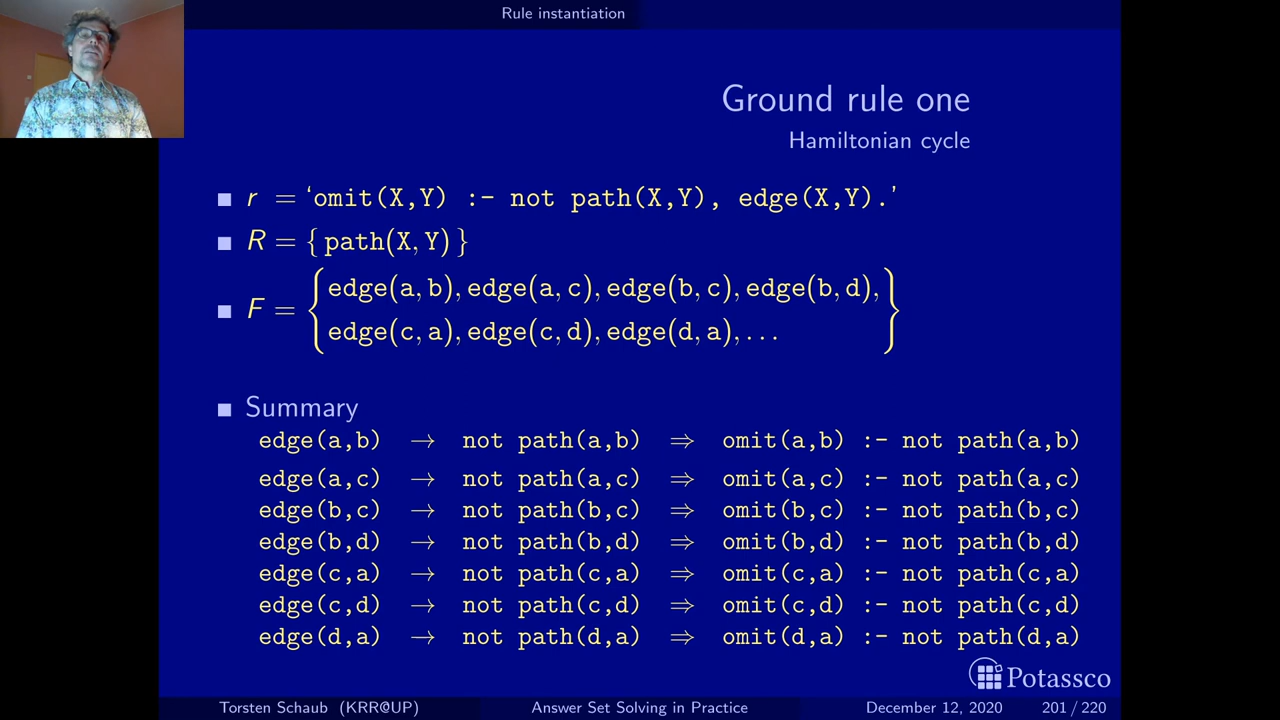 Rule instantiation
Ground rule one
Hamiltonian cycle
r = ‘omit(X,Y) :- not path(X,Y), edge(X,Y).’
R = { path(X, Y) }
F = { edge(a, b), edge(a, c), edge(b, c), edge(b, d),
edge(c, a), edge(c, d), edge(d, a), . . . }
Summary
edge(a,b) → not path(a,b) ⇒ omit(a,b) :- not path(a,b)
edge(a,c) → not path(a,c) ⇒ omit(a,c) :- not path(a,c)
edge(b,c) → not path(b,c) ⇒ omit(b,c) :- not path(b,c)
edge(b,d) → not path(b,d) ⇒ omit(b,d) :- not path(b,d)
edge(c,a) → not path(c,a) ⇒ omit(c,a) :- not path(c,a)
edge(c,d) → not path(c,d) ⇒ omit(c,d) :- not path(c,d)
edge(d,a) → not path(d,a) ⇒ omit(d,a) :- not path(d,a)
Potassco
Torsten Schaub (KRR@UP) Answer Set Solving in Practice December 12, 2020 201 / 220